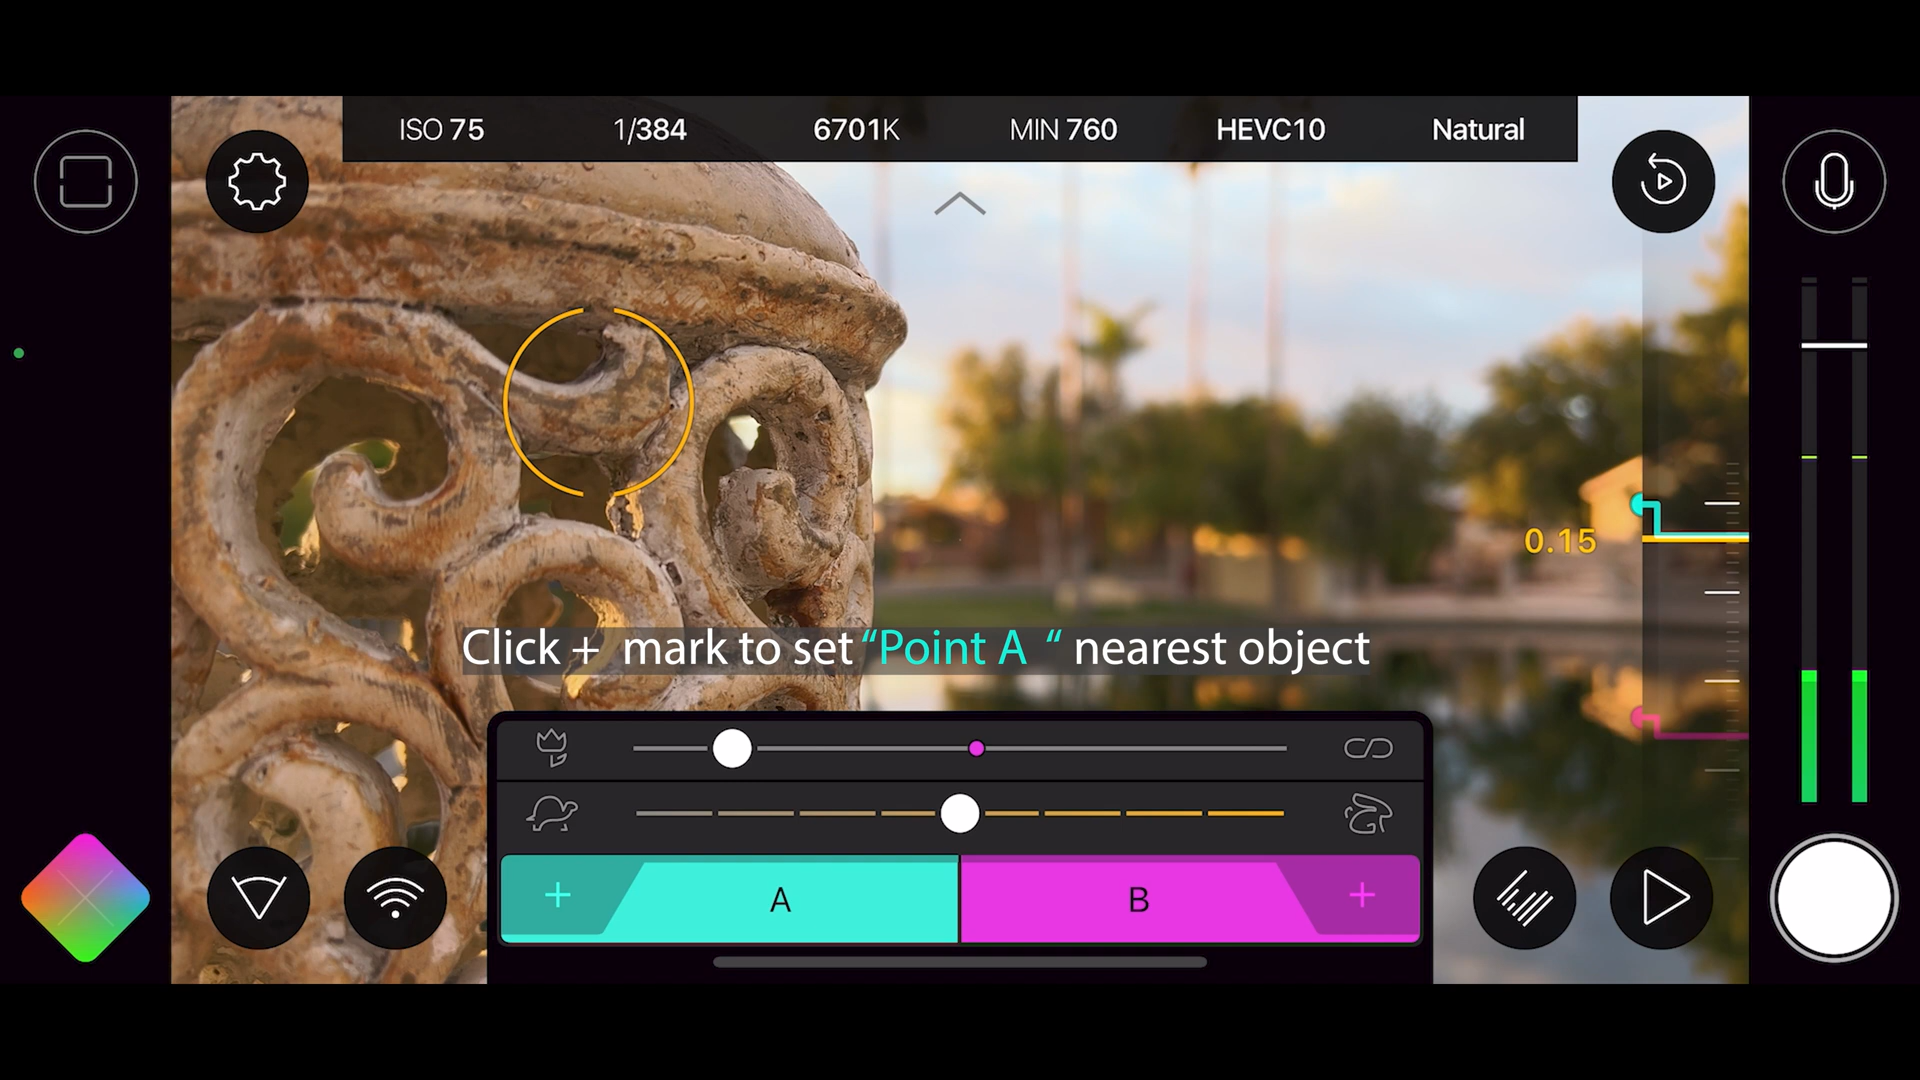 ISO 75 1/384 6701K MIN 760 HEVC10 Natural
0.15
Click + mark to set “Point A “ nearest object
+ A B +